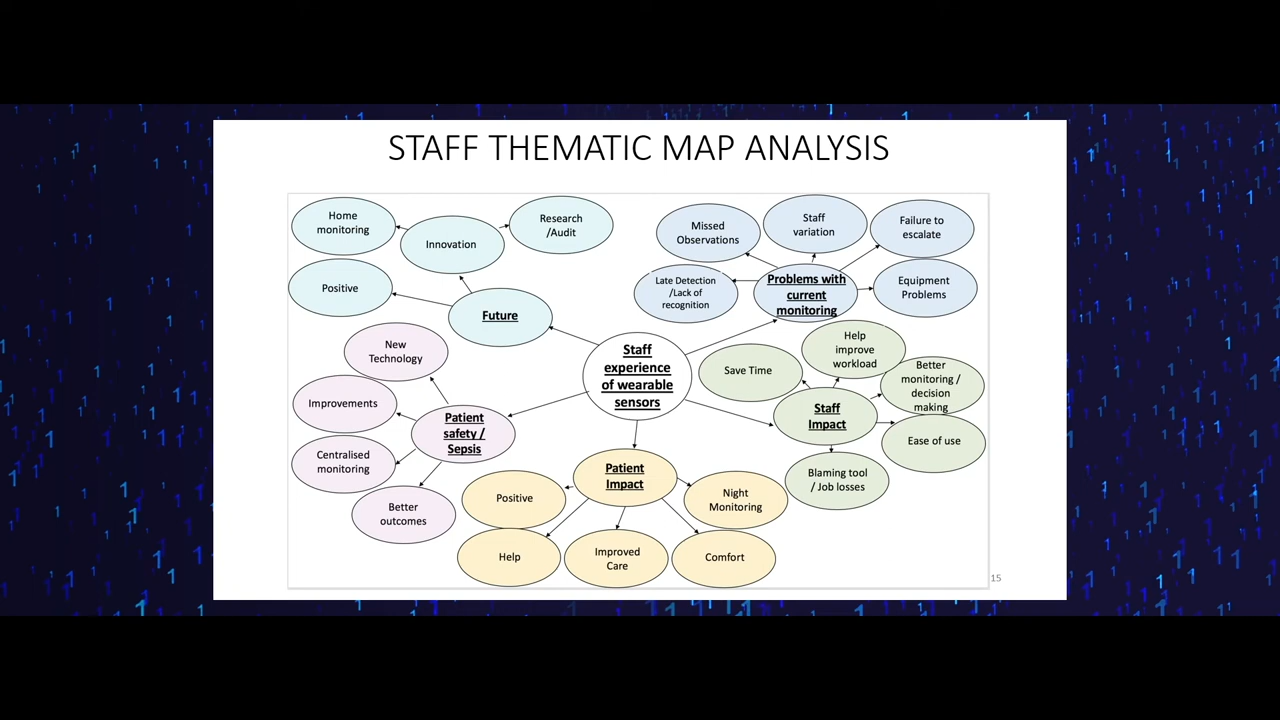 STAFF THEMATIC MAP ANALYSIS
Home
monitoring
Innovation
Research
/Audit
Positive
Future
Missed
Observations
Staff
variation
Failure to
escalate
Late Detection
/Lack of
recognition
Problems with
current
monitoring
Equipment
Problems
New
Technology
Improvements
Patient
safety /
Sepsis
Centralised
monitoring
Better
outcomes
Staff
experience
of wearable
sensors
Save Time
Help
improve
workload
Better
monitoring /
decision
making
Staff
Impact
Ease of use
Blaming tool
/ Job losses
Patient
Impact
Positive
Night
Monitoring
Help
Improved
Care
Comfort
15